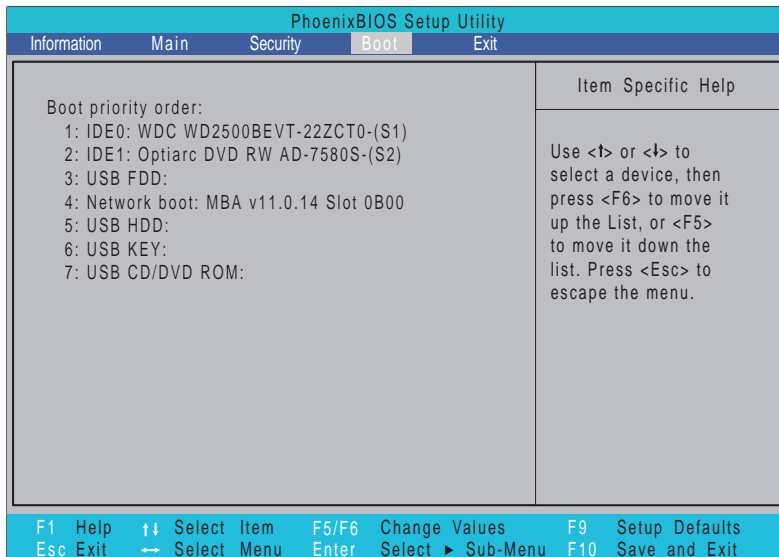 PhoenixBIOS Setup Utility
Information Main Security Boot Exit
Boot priority order:
1: IDE0: WDC WD2500BEVT-22ZCT0-(S1)
2: IDE1: Optiarc DVD RW AD-7580S-(S2)
3: USB FDD:
4: Network boot: MBA v11.0.14 Slot 0B00
5: USB HDD:
6: USB KEY:
7: USB CD/DVD ROM:
Item Specific Help
Use <↑> or <↓> to
select a device, then
press <F6> to move it
up the List, or <F5>
to move it down the
list. Press <Esc> to
escape the menu.
F1 Help ↑↓ Select Item F5/F6 Change Values F9 Setup Defaults
Esc Exit ↔ Select Menu Enter Select ► Sub-Menu F10 Save and Exit